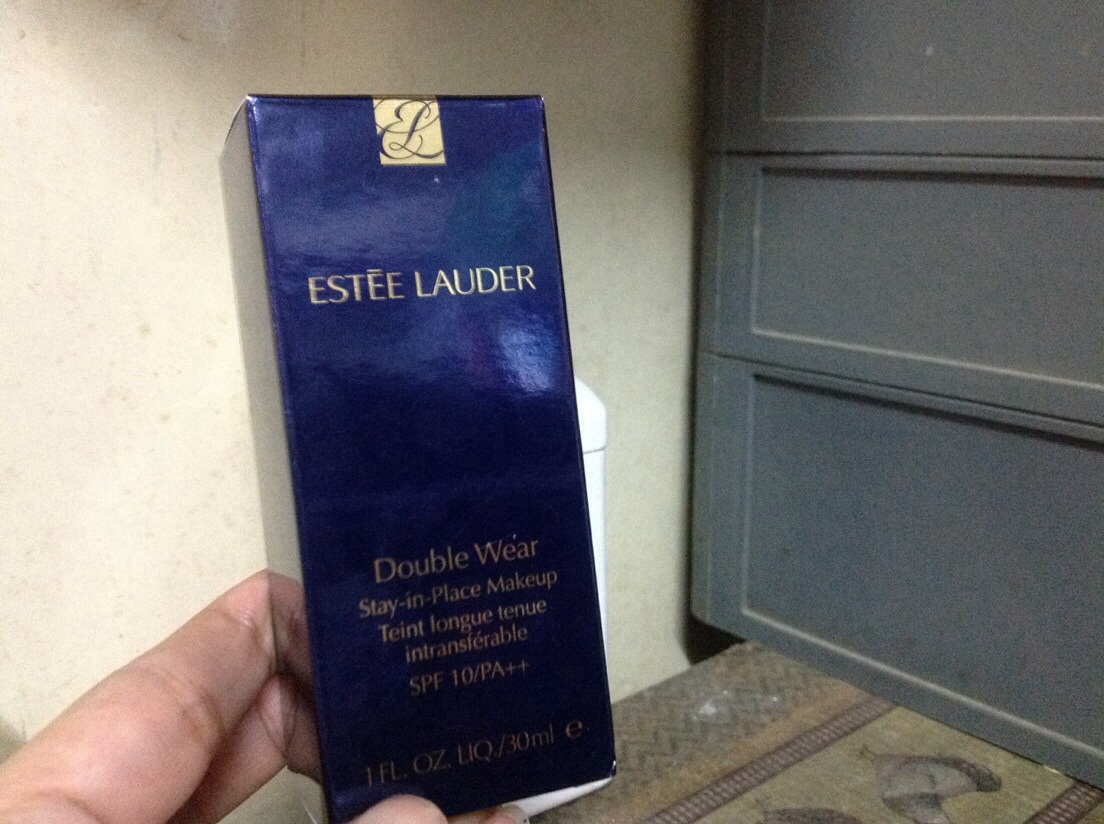 EL
ESTĒE LAUDER
Double Wear
Stay-in-Place Makeup
Teint longue tenue
intransférable
SPF 10/PA++
1 FL. OZ. LIQ./30ml e